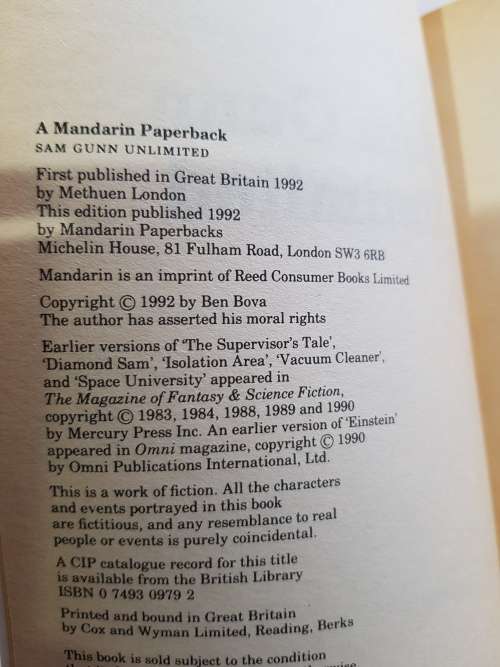 A Mandarin Paperback
SAM GUNN UNLIMITED
First published in Great Britain 1992
by Methuen London
This edition published 1992
by Mandarin Paperbacks
Michelin House, 81 Fulham Road, London SW3 6RB
Mandarin is an imprint of Reed Consumer Books Limited
Copyright © 1992 by Ben Bova
The author has asserted his moral rights
Earlier versions of 'The Supervisor's Tale',
'Diamond Sam', 'Isolation Area', 'Vacuum Cleaner',
and 'Space University' appeared in
The Magazine of Fantasy & Science Fiction,
copyright © 1983, 1984, 1988, 1989 and 1990
by Mercury Press Inc. An earlier version of 'Einstein'
appeared in Omni magazine, copyright © 1990
by Omni Publications International, Ltd.
This is a work of fiction. All the characters
and events portrayed in this book
are fictitious, and any resemblance to real
people or events is purely coincidental.
A CIP catalogue record for this title
is available from the British Library
ISBN 0 7493 0979 2
Printed and bound in Great Britain
by Cox and Wyman Limited, Reading, Berks
This book is sold subject to the condition